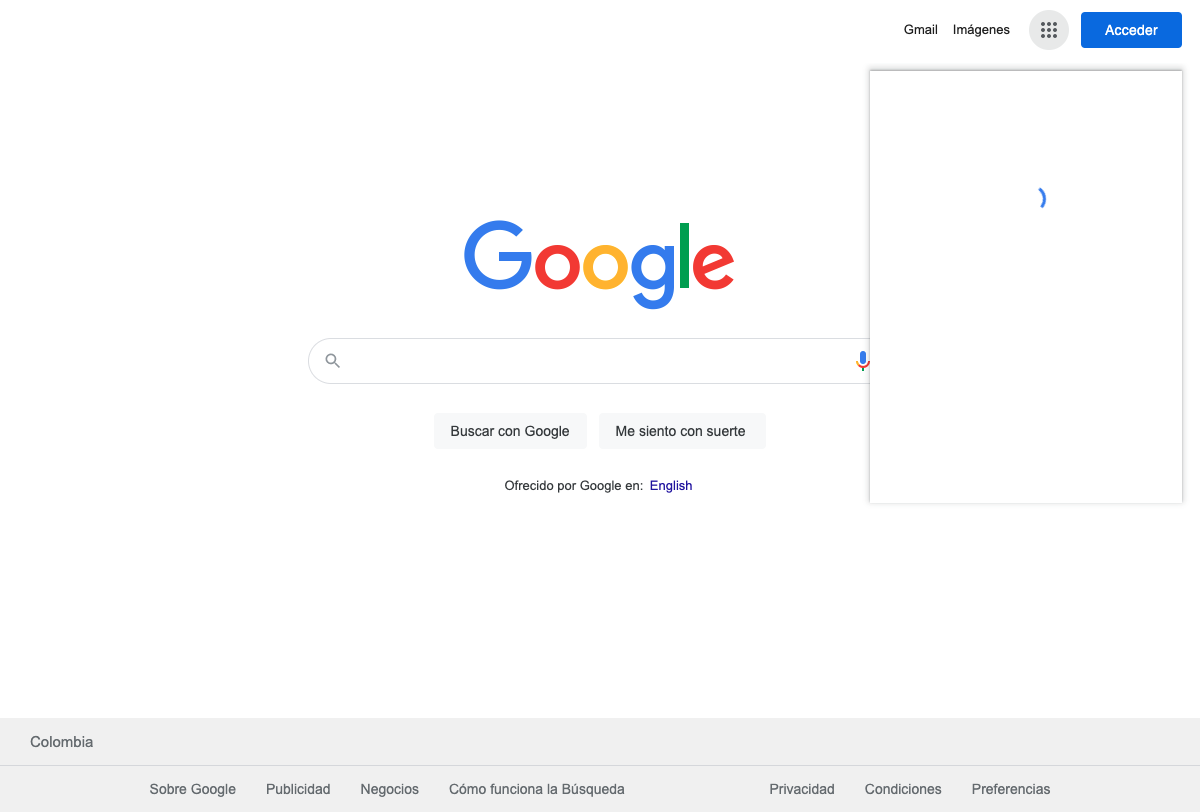 Gmail Imágenes Acceder
Google
Buscar con Google Me siento con suerte
Ofrecido por Google en: English
Colombia
Sobre Google Publicidad Negocios Cómo funciona la Búsqueda Privacidad Condiciones Preferencias